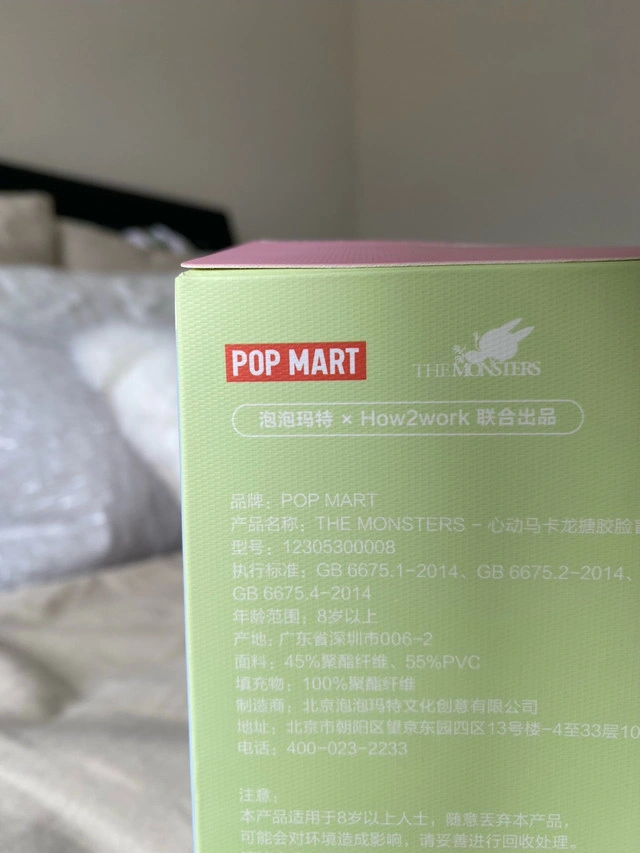 POP MART
THE MONSTERS
泡泡玛特 × How2work 联合出品
品牌：POP MART
产品名称：THE MONSTERS - 心动马卡龙搪胶脸
型号：12305300008
执行标准：GB 6675.1-2014、GB 6675.2-2014、
GB 6675.4-2014
年龄范围：8岁以上
产地：广东省深圳市006-2
面料：45%聚酯纤维、55%PVC
填充物：100%聚酯纤维
制造商：北京泡泡玛特文化创意有限公司
地址：北京市朝阳区望京东园四区13号楼-4至33层10
电话：400-023-2233
注意：
本产品适用于8岁以上人士，随意丢弃本产品，
可能会对环境造成影响，请妥善进行回收处理。